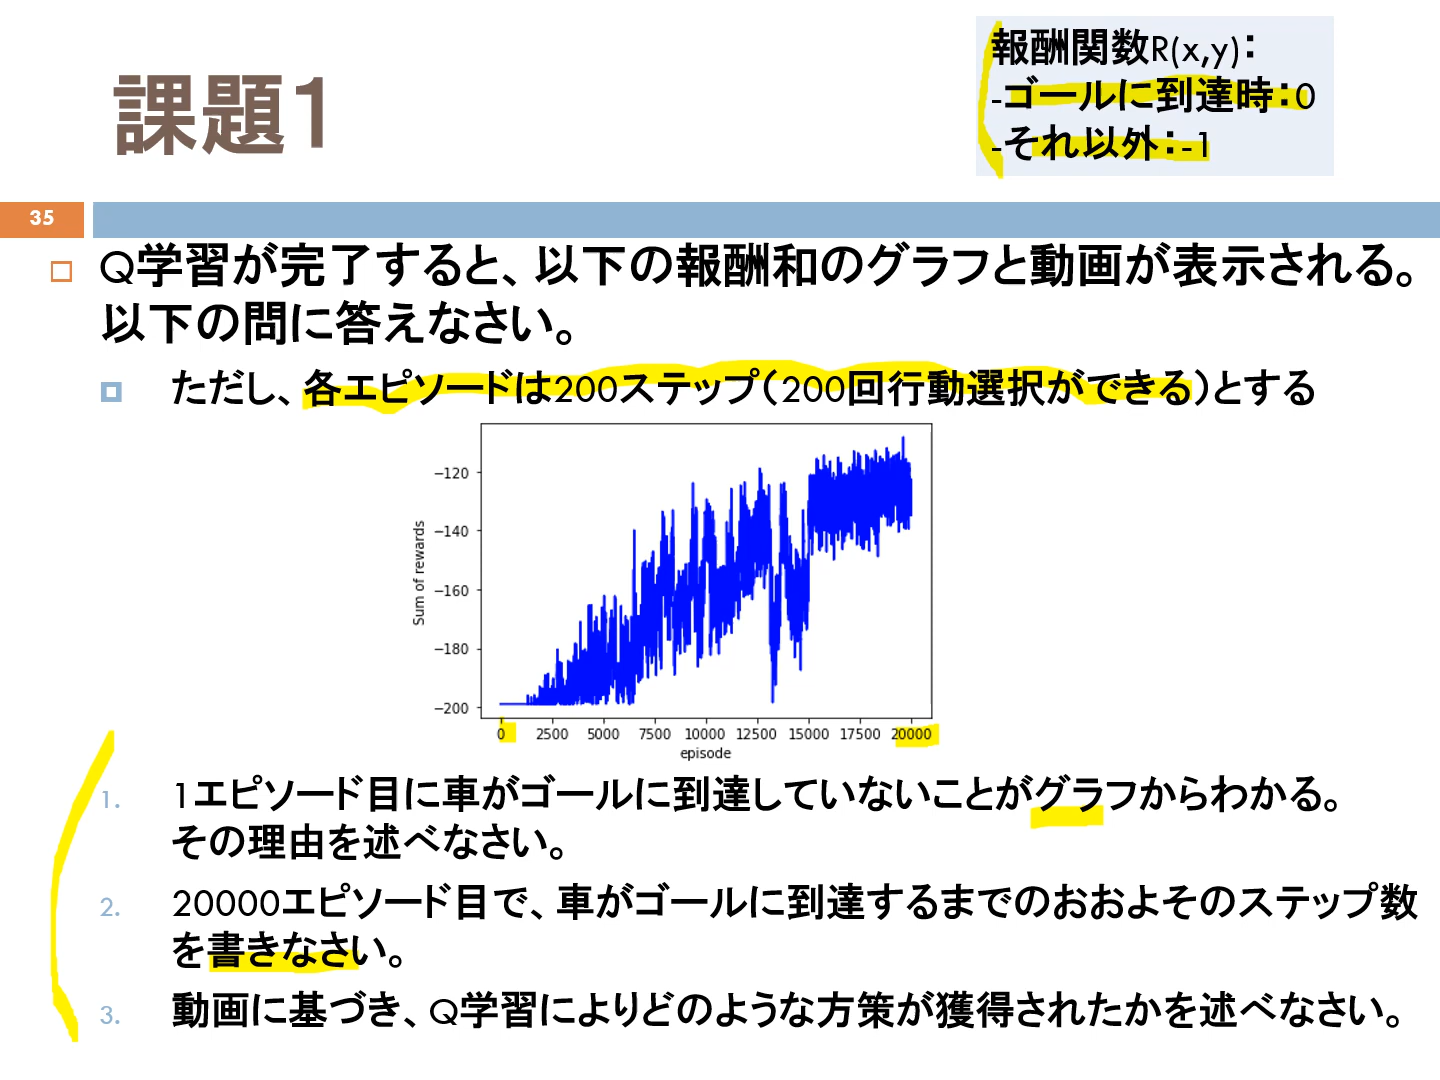 報酬関数R(x,y)：
-ゴールに到達時：0
-それ以外：-1
課題1
35
Q学習が完了すると、以下の報酬和のグラフと動画が表示される。
以下の問に答えなさい。
ただし、各エピソードは200ステップ（200回行動選択ができる）とする
Sum of rewards
−120
−140
−160
−180
−200
0 2500 5000 7500 10000 12500 15000 17500 20000
episode
1. 1エピソード目に車がゴールに到達していないことがグラフからわかる。
その理由を述べなさい。
2. 20000エピソード目で、車がゴールに到達するまでのおおよそのステップ数
を書きなさい。
3. 動画に基づき、Q学習によりどのような方策が獲得されたかを述べなさい。